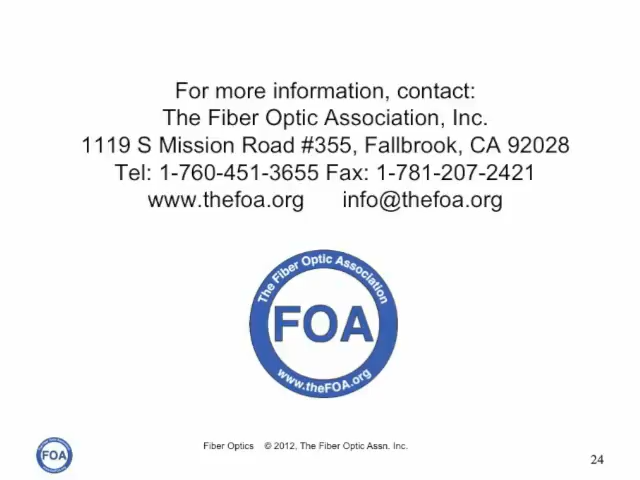 For more information, contact:
The Fiber Optic Association, Inc.
1119 S Mission Road #355, Fallbrook, CA 92028
Tel: 1-760-451-3655 Fax: 1-781-207-2421
www.thefoa.org info@thefoa.org
The Fiber Optic Association
FOA
www.theFOA.org
FOA
Fiber Optics © 2012, The Fiber Optic Assn. Inc.
24